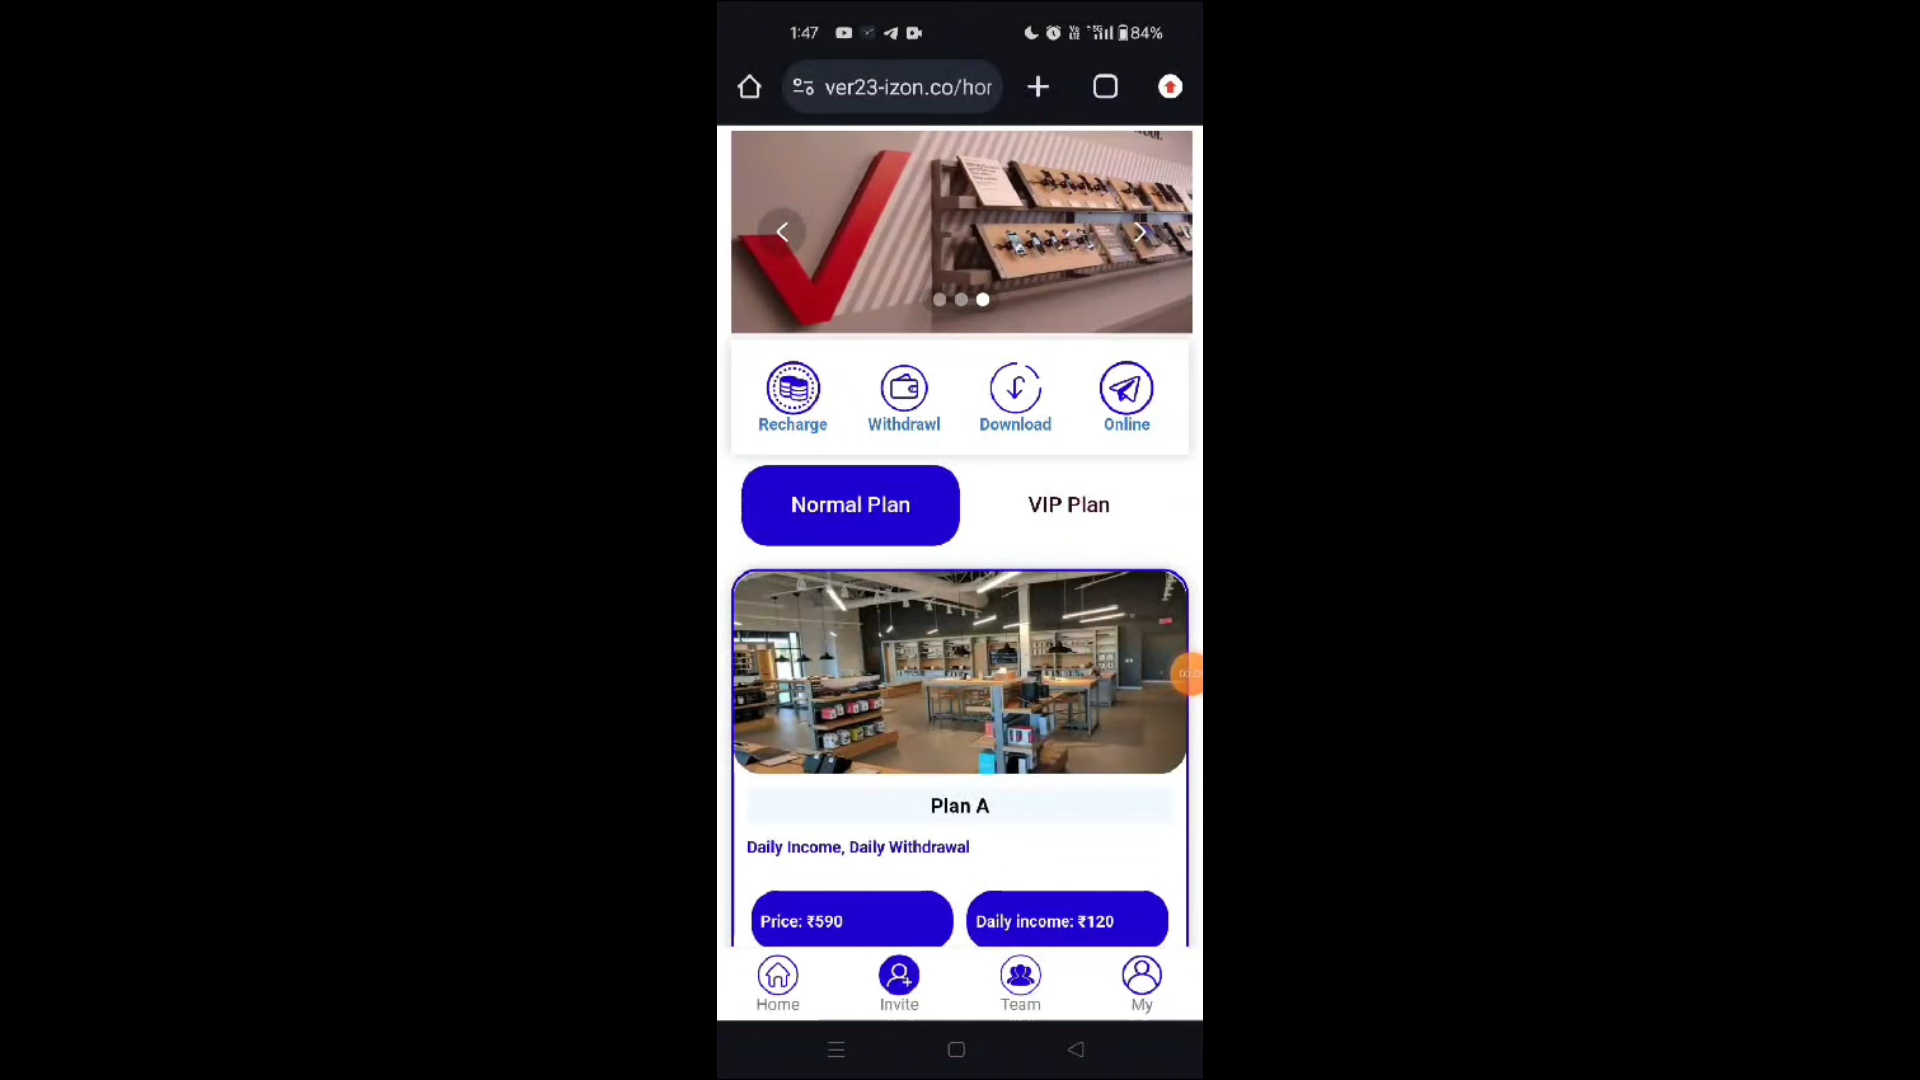 1:47
84%
ver23-izon.co/hor
Recharge
Withdrawl
Download
Online
Normal Plan
VIP Plan
Plan A
Daily Income, Daily Withdrawal
Price: ₹590
Daily income: ₹120
Home
Invite
Team
My